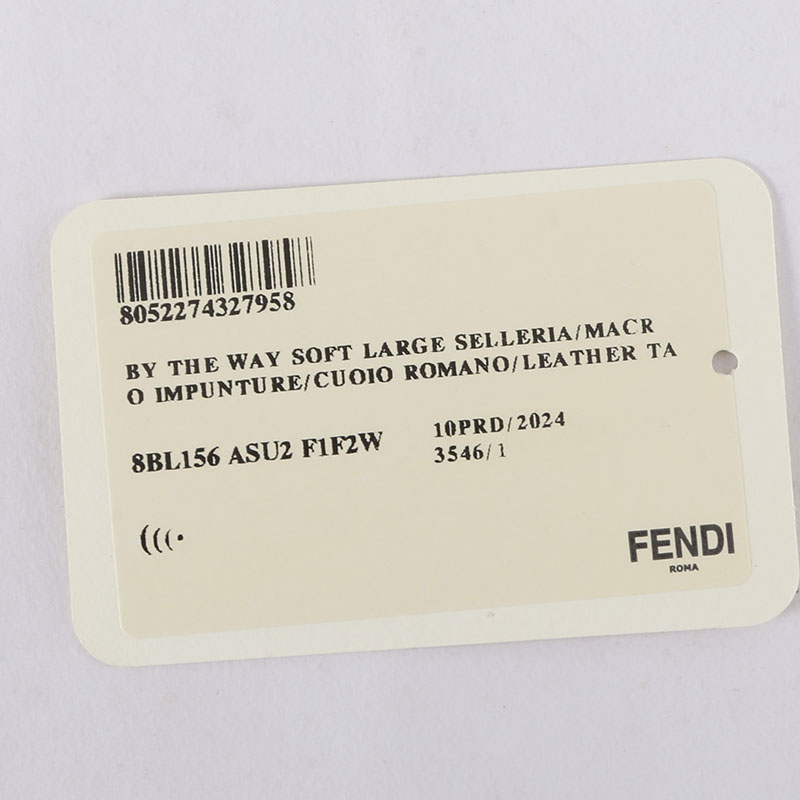 8052274327958
BY THE WAY SOFT LARGE SELLERIA/MACR
O IMPUNTURE/CUOIO ROMANO/LEATHER TA
8BL156 ASU2 F1F2W
10PRD/2024
3546/1
FENDI
ROMA